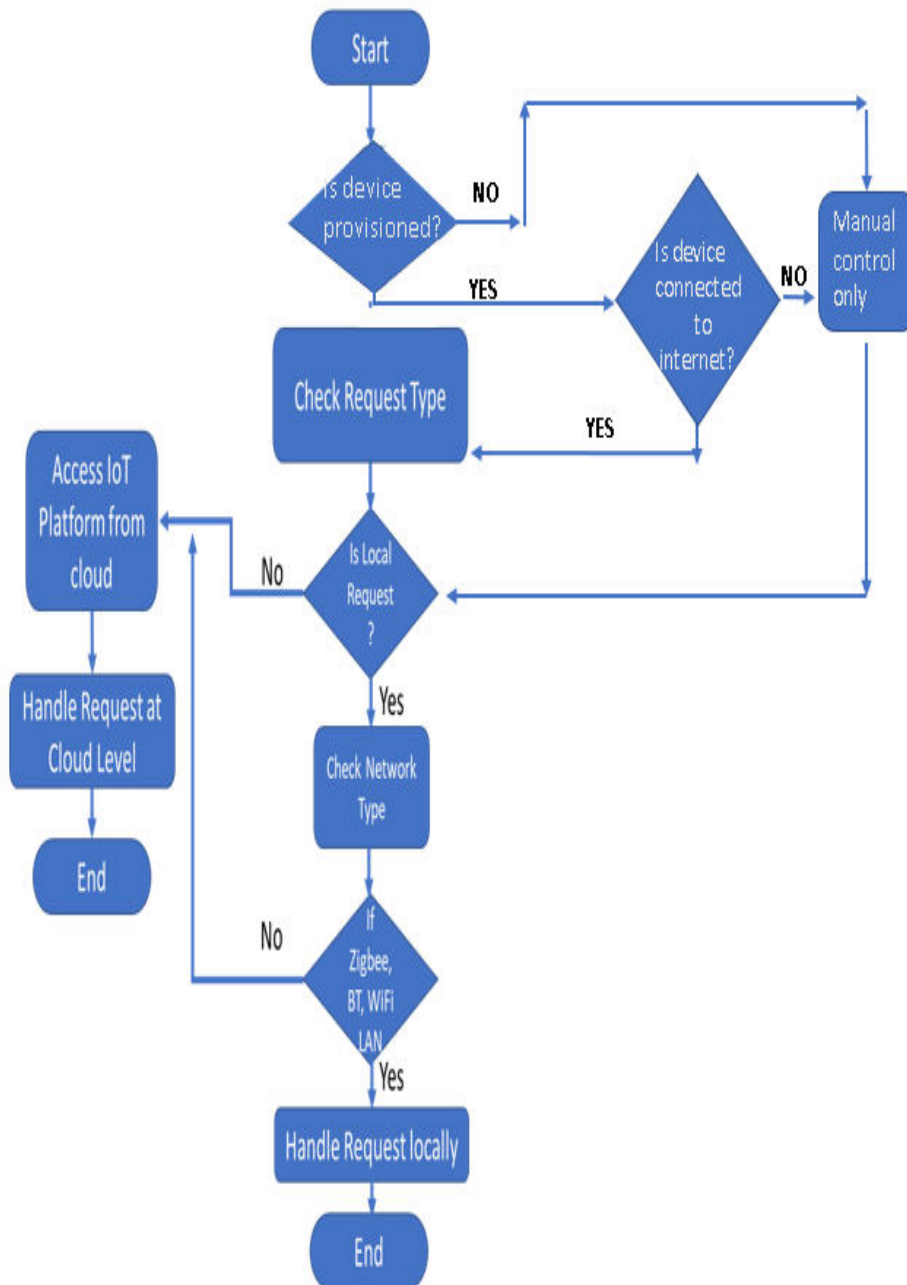 Start
Is device
provisioned?
NO
YES
Is device
connected
to
internet?
NO
Manual
control
only
YES
Check Request Type
Is Local
Request
?
No
Access IoT
Platform from
cloud
Handle Request at
Cloud Level
End
Yes
Check Network
Type
If
Zigbee,
BT, WiFi
LAN
No
Yes
Handle Request locally
End